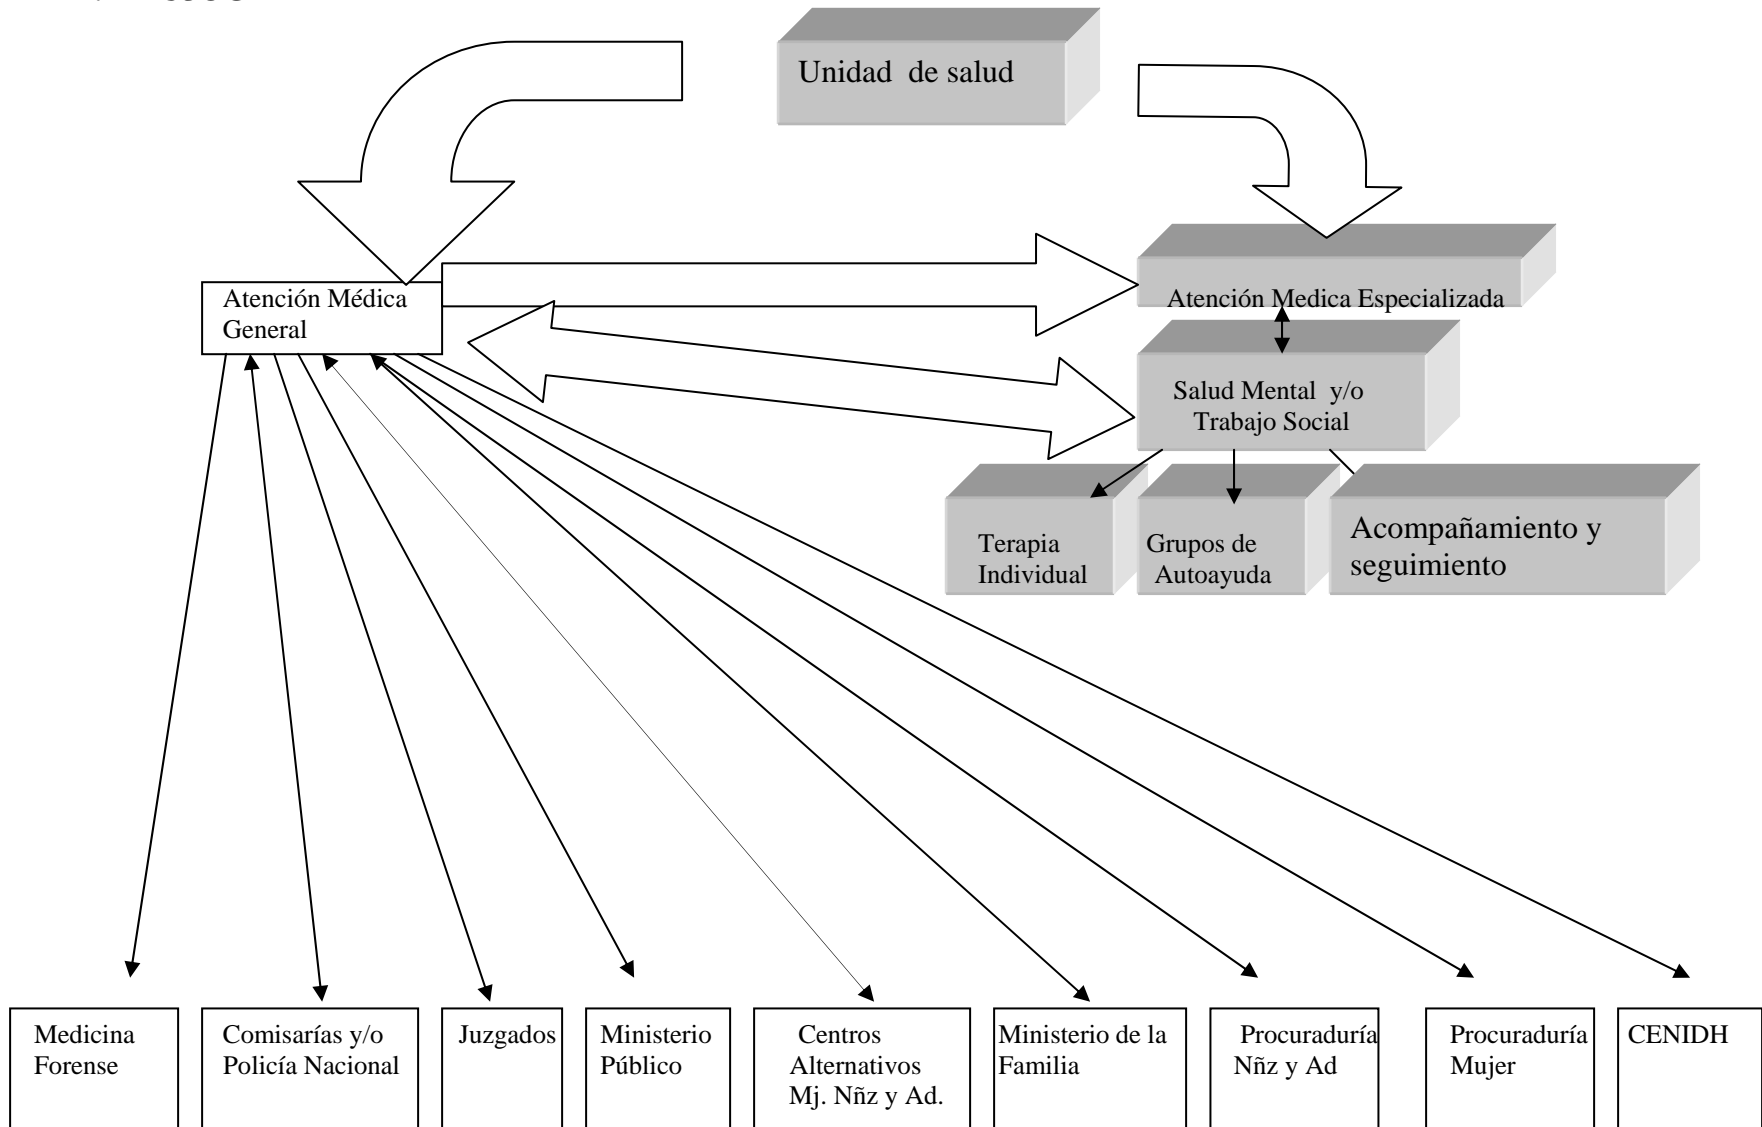 Unidad de salud
Atención Médica
General
Atención Medica Especializada
Salud Mental y/o
Trabajo Social
Terapia
Individual
Grupos de
Autoayuda
Acompañamiento y
seguimiento
Medicina
Forense
Comisarías y/o
Policía Nacional
Juzgados
Ministerio
Público
Centros
Alternativos
Mj. Nñz y Ad.
Ministerio de la
Familia
Procuraduría
Nñz y Ad
Procuraduría
Mujer
CENIDH